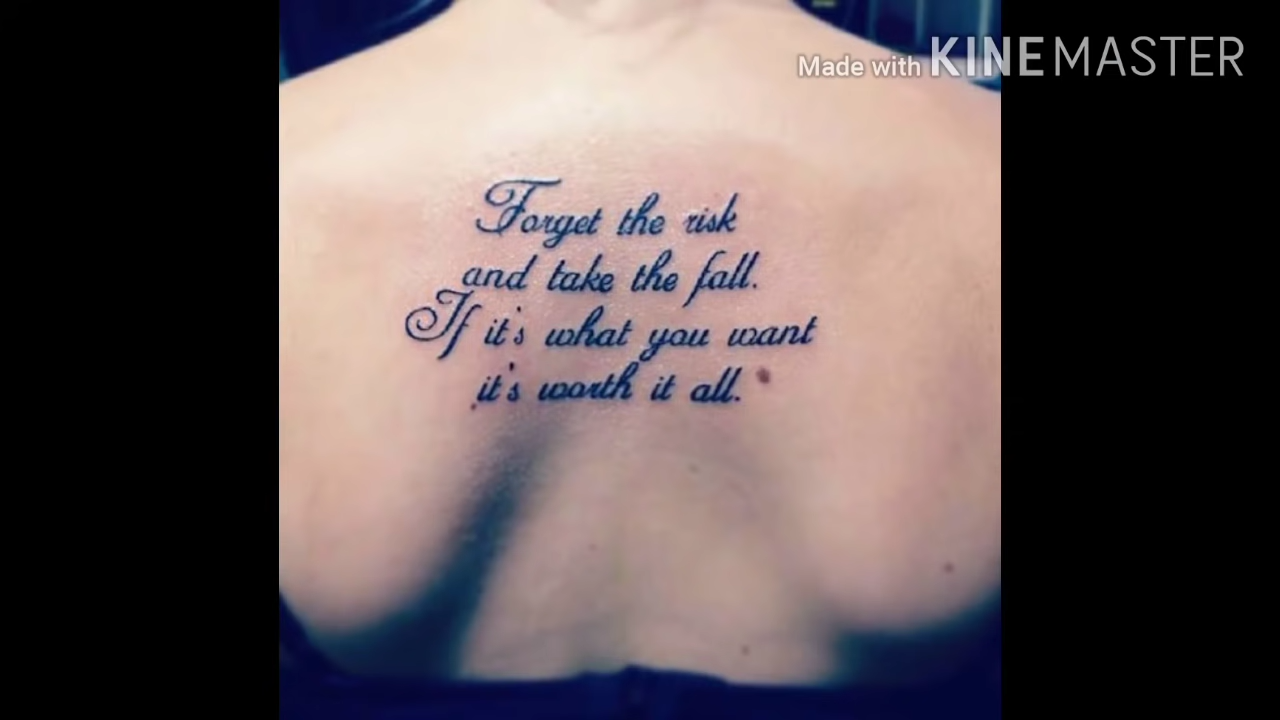 Made with KINEMASTER
Forget the risk
and take the fall.
If it's what you want
it's worth it all.